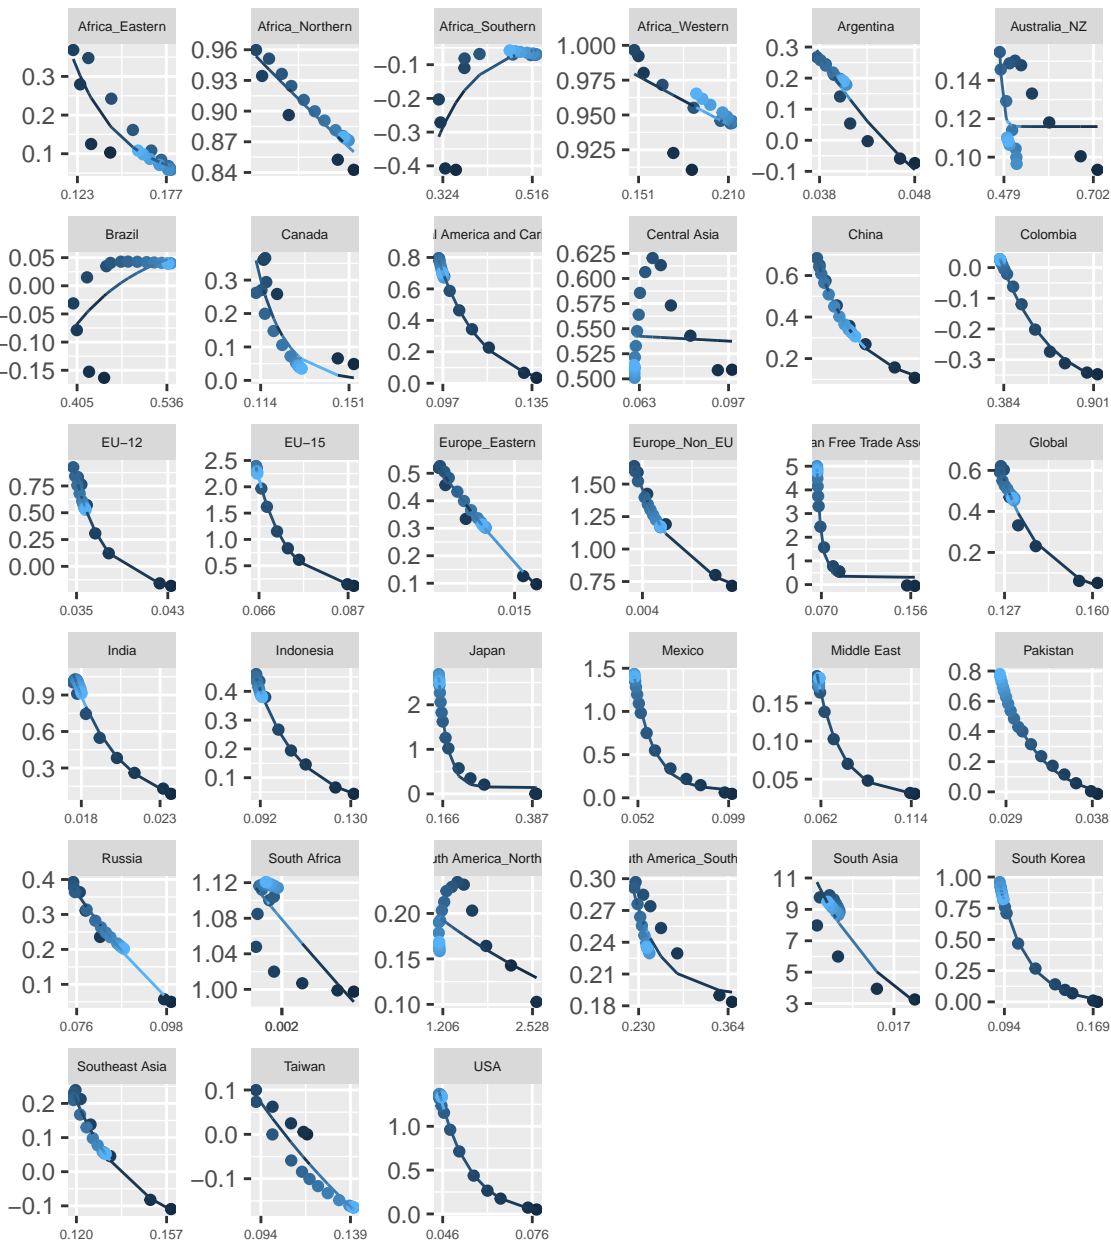 Africa_Eastern Africa_Northern Africa_Southern Africa_Western Argentina Australia_NZ
0.3 0.1 0.123 0.177
0.96 0.93 0.90 0.87 0.84
−0.1 −0.2 −0.3 −0.4 0.324 0.516
1.000 0.975 0.950 0.925 0.151 0.210
0.3 0.2 0.1 0.0 −0.1 0.038 0.048
0.14 0.12 0.10 0.479 0.702
Brazil Canada l America and Cari Central Asia China Colombia
0.05 0.00 −0.05 −0.10 −0.15 0.405 0.536
0.3 0.2 0.1 0.0 0.114 0.151
0.8 0.6 0.4 0.2 0.0 0.097 0.135
0.625 0.600 0.575 0.550 0.525 0.500 0.063 0.097
0.6 0.4 0.2
0.0 −0.1 −0.2 −0.3 0.384 0.901
EU−12 EU−15 Europe_Eastern Europe_Non_EU an Free Trade Asso Global
0.75 0.50 0.25 0.00 0.035 0.043
2.5 2.0 1.5 1.0 0.5 0.066 0.087
0.5 0.4 0.3 0.2 0.1 0.015
1.50 1.25 1.00 0.75 0.004
5 4 3 2 1 0 0.070 0.156
0.6 0.4 0.2 0.127 0.160
India Indonesia Japan Mexico Middle East Pakistan
0.9 0.6 0.3 0.018 0.023
0.4 0.3 0.2 0.1 0.092 0.130
2 1 0 0.166 0.387
1.5 1.0 0.5 0.0 0.052 0.099
0.15 0.10 0.05 0.062 0.114
0.8 0.6 0.4 0.2 0.0 0.029 0.038
Russia South Africa uth America_North uth America_South South Asia South Korea
0.4 0.3 0.2 0.1 0.076 0.098
1.12 1.08 1.04 1.00 0.002
0.20 0.15 0.10 1.206 2.528
0.30 0.27 0.24 0.21 0.18 0.230 0.364
11 9 7 5 3 0.017
1.00 0.75 0.50 0.25 0.00 0.094 0.169
Southeast Asia Taiwan USA
0.2 0.1 0.0 −0.1 0.120 0.157
0.1 0.0 −0.1 0.094 0.139
1.0 0.5 0.0 0.046 0.076